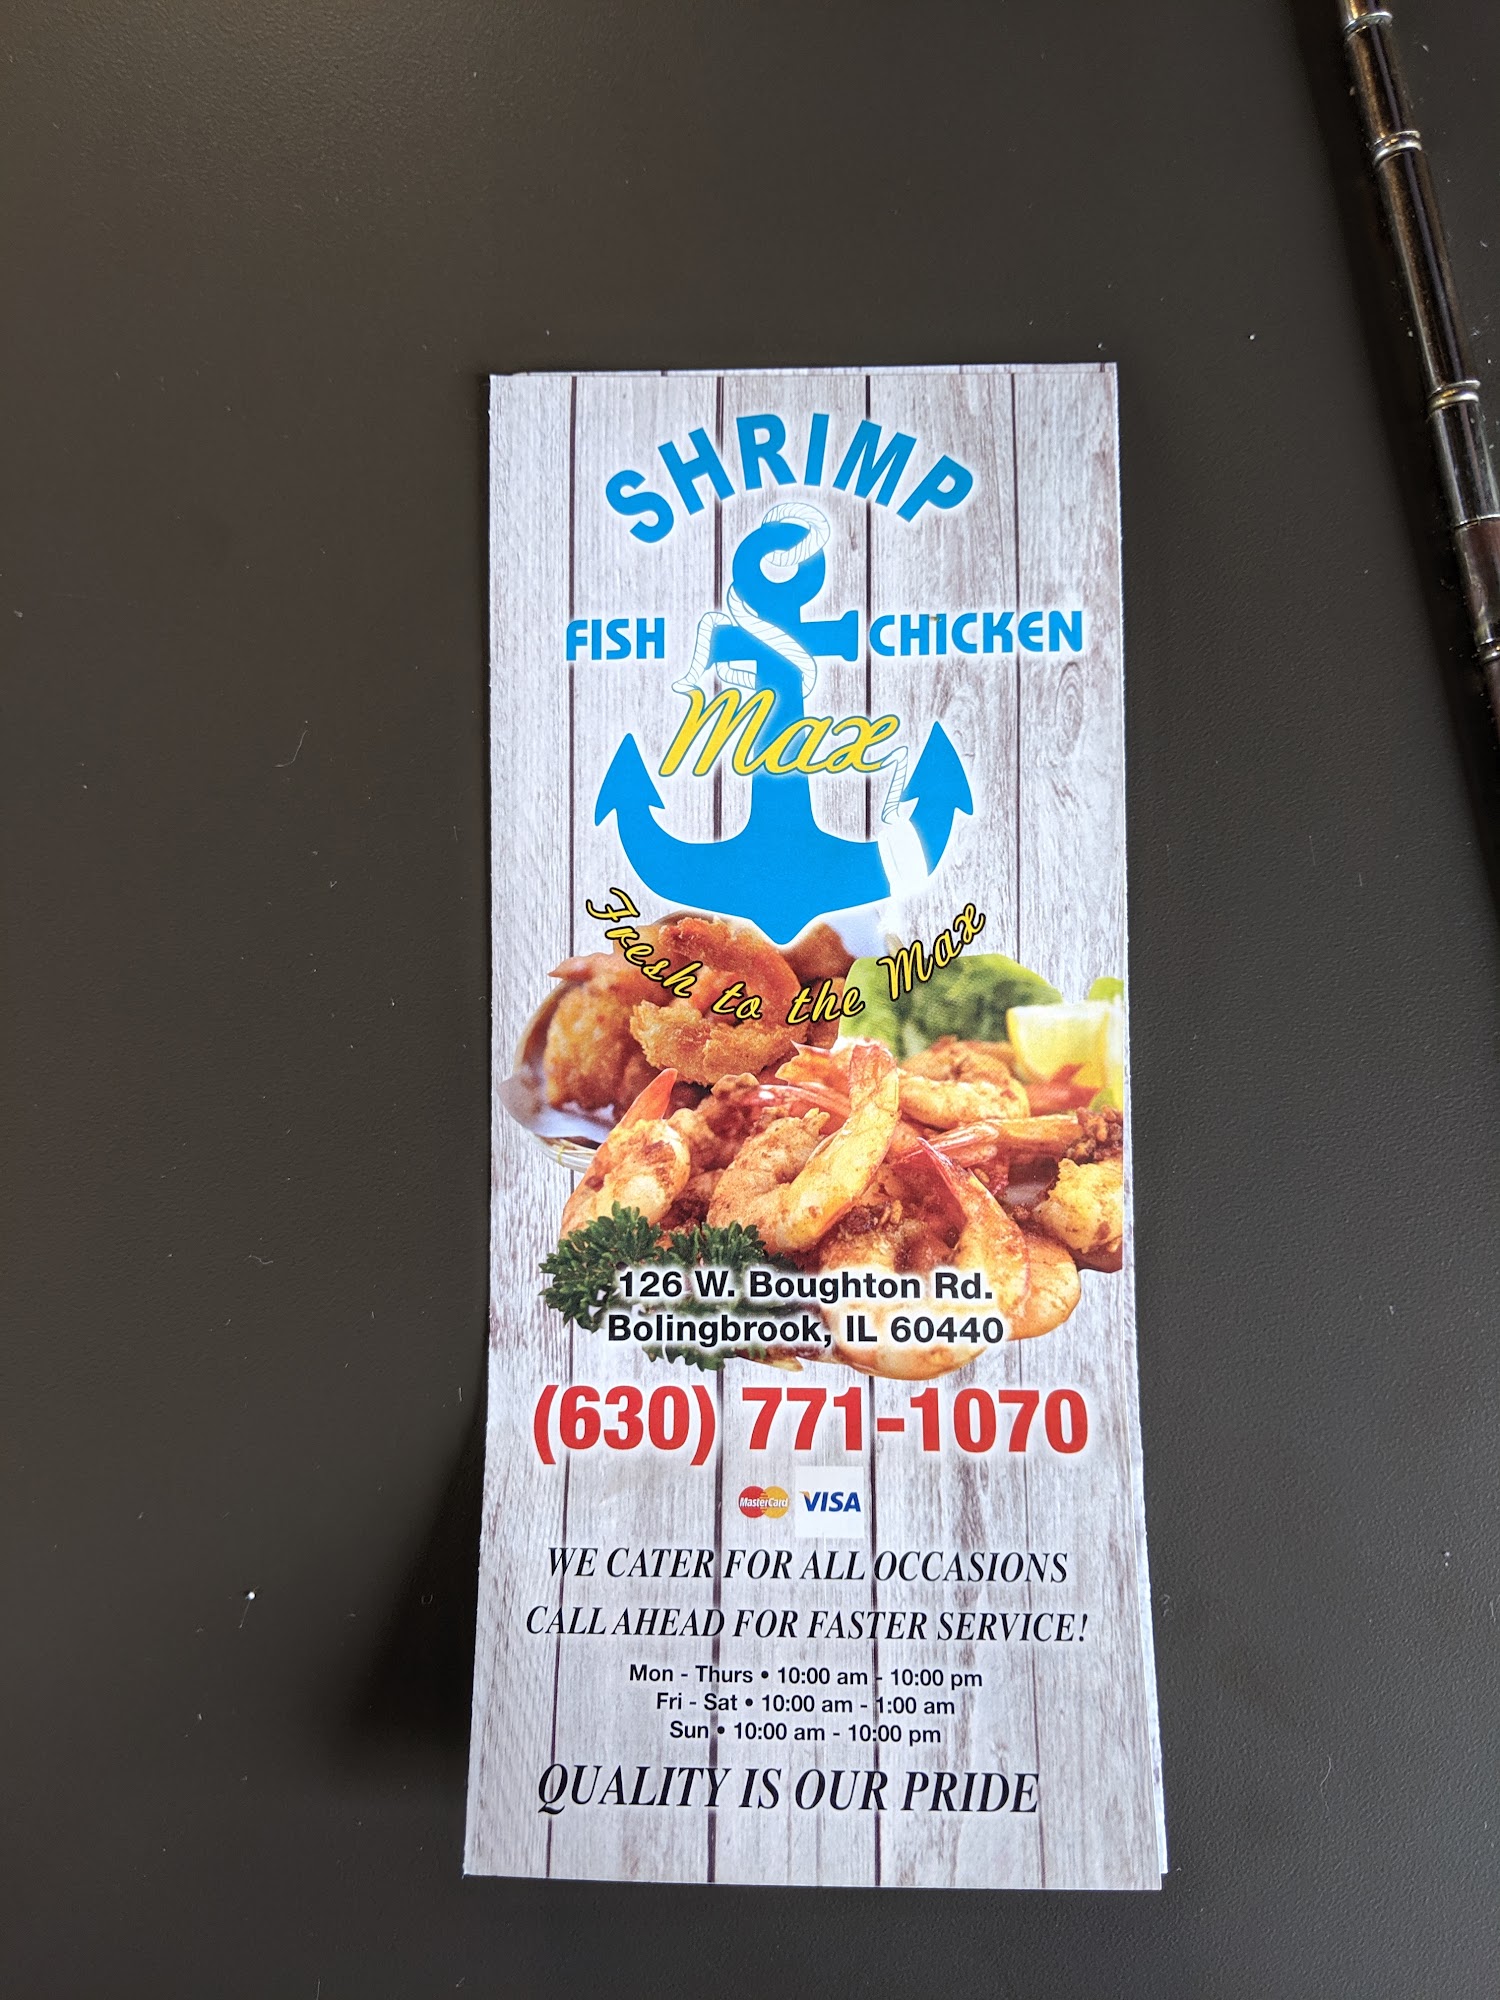 SHRIMP
FISH CHICKEN
Max
Fresh to the Max
126 W. Boughton Rd.
Bolingbrook, IL 60440
(630) 771-1070
MasterCard VISA
WE CATER FOR ALL OCCASIONS
CALL AHEAD FOR FASTER SERVICE!
Mon - Thurs • 10:00 am - 10:00 pm
Fri - Sat • 10:00 am - 1:00 am
Sun • 10:00 am - 10:00 pm
QUALITY IS OUR PRIDE